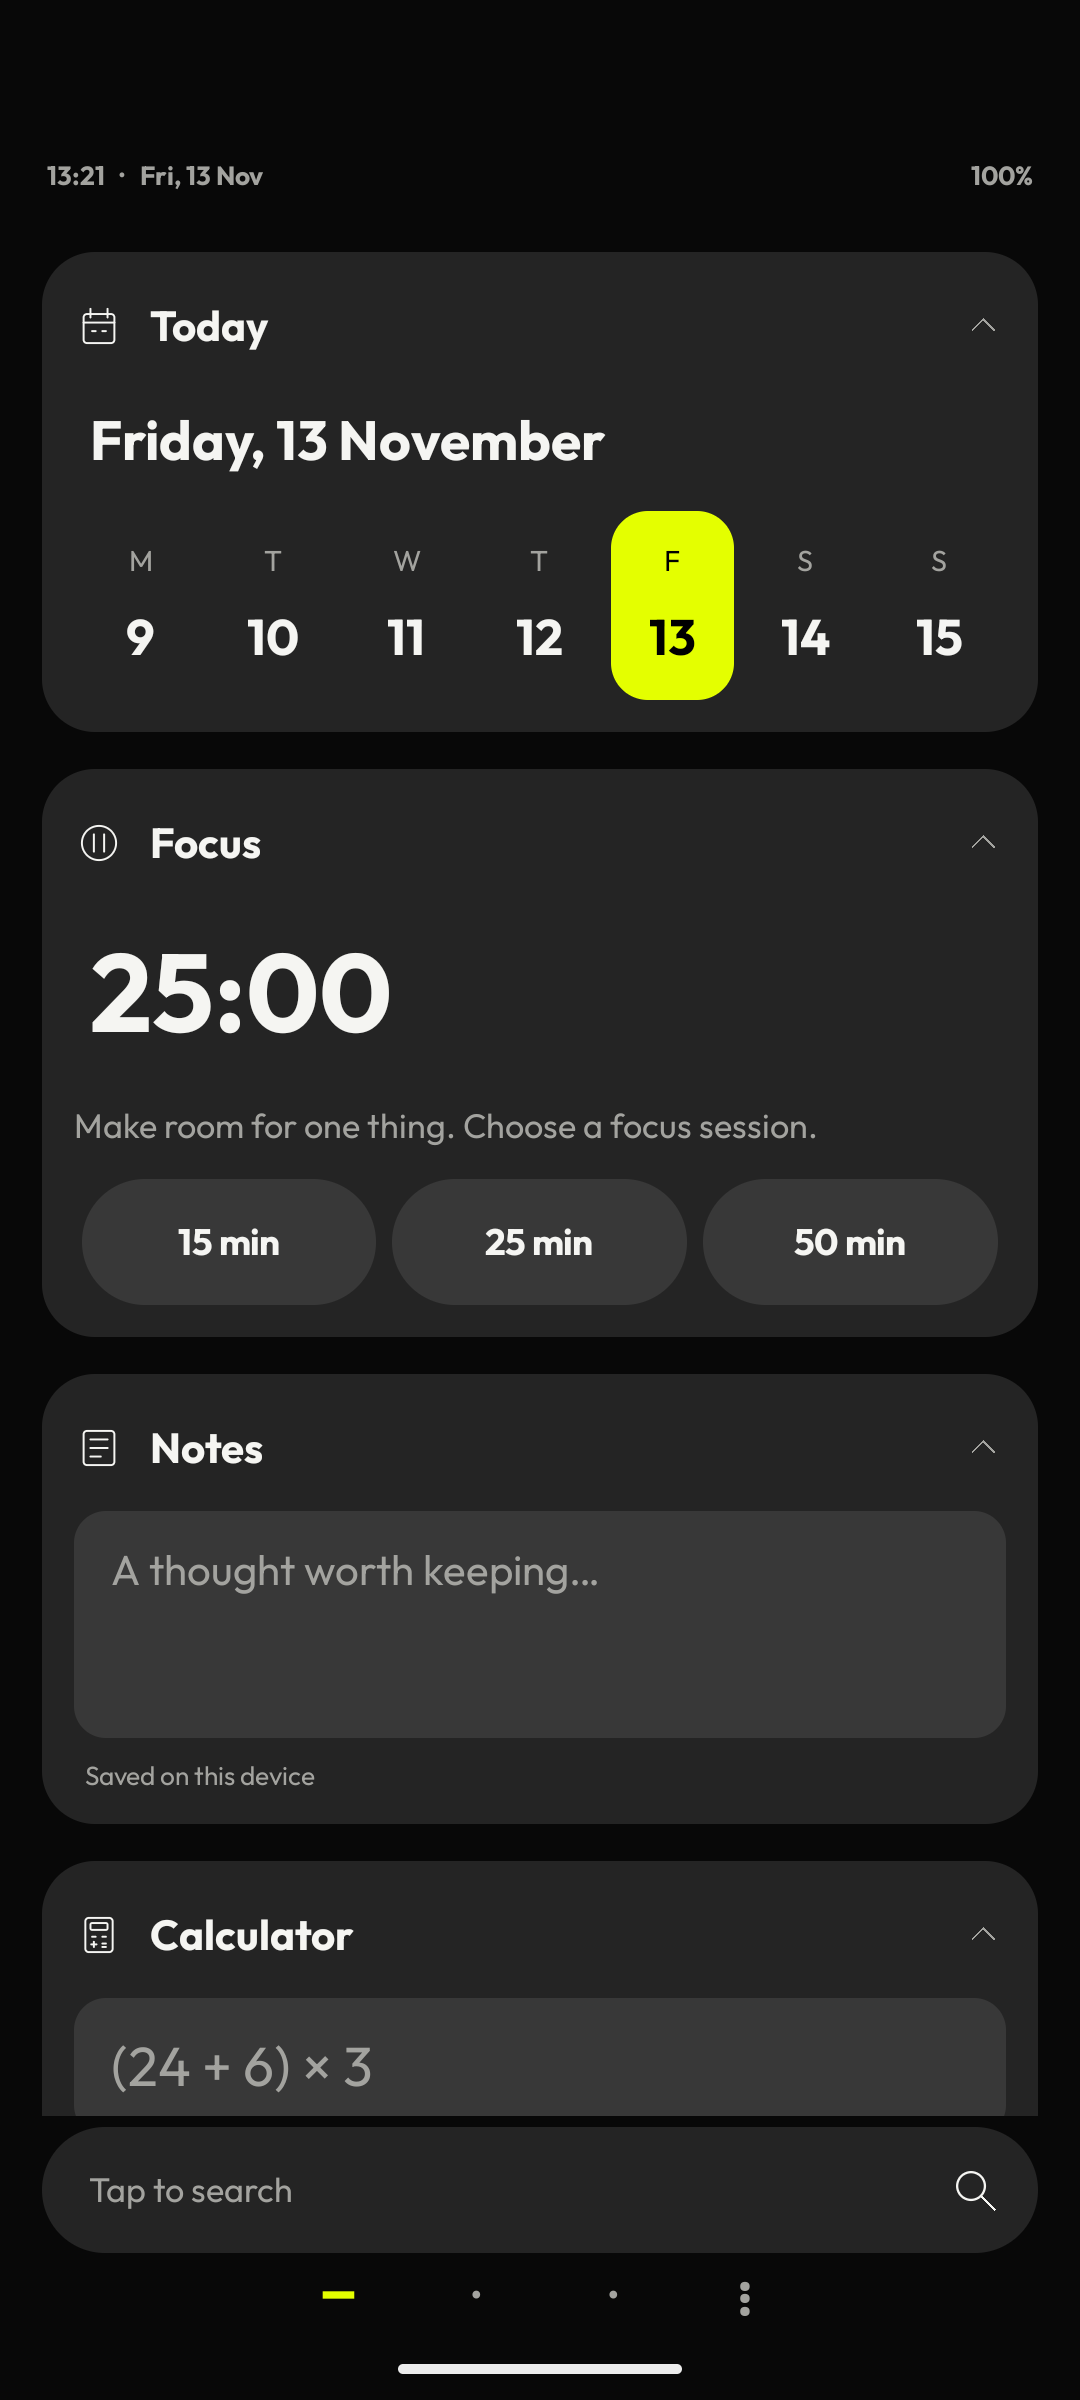 13:21 · Fri, 13 Nov 100%
Today
Friday, 13 November
M T W T F S S
9 10 11 12 13 14 15
Focus
25:00
Make room for one thing. Choose a focus session.
15 min 25 min 50 min
Notes
A thought worth keeping...
Saved on this device
Calculator
(24 + 6) × 3
Tap to search